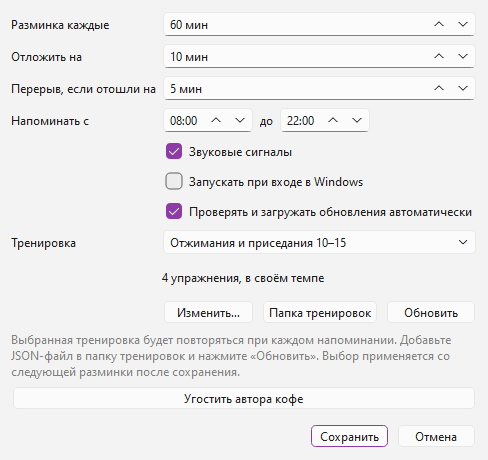 Разминка каждые 60 мин
Отложить на 10 мин
Перерыв, если отошли на 5 мин
Напоминать с 08:00 до 22:00
Звуковые сигналы
Запускать при входе в Windows
Проверять и загружать обновления автоматически
Тренировка Отжимания и приседания 10–15
4 упражнения, в своём темпе
Изменить... Папка тренировок Обновить
Выбранная тренировка будет повторяться при каждом напоминании. Добавьте
JSON-файл в папку тренировок и нажмите «Обновить». Выбор применяется со
следующей разминки после сохранения.
Угостить автора кофе
Сохранить Отмена